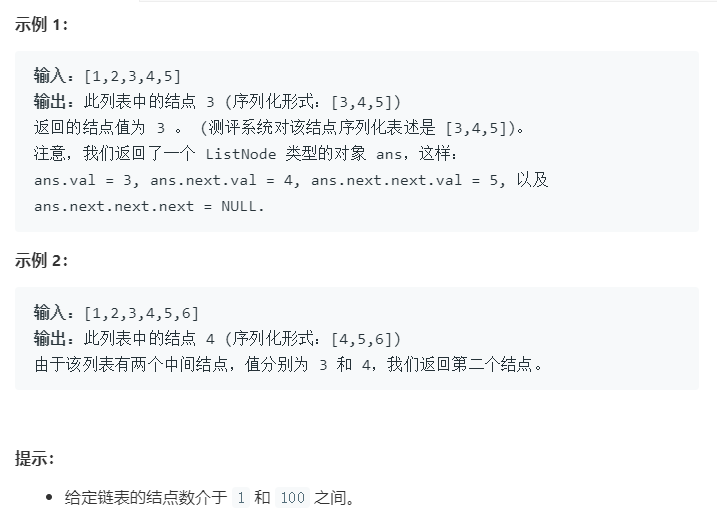 示例 1：
输入：[1,2,3,4,5]
输出：此列表中的结点 3 (序列化形式：[3,4,5])
返回的结点值为 3 。 (测评系统对该结点序列化表述是 [3,4,5])。
注意，我们返回了一个 ListNode 类型的对象 ans，这样：
ans.val = 3, ans.next.val = 4, ans.next.next.val = 5, 以及
ans.next.next.next = NULL.
示例 2：
输入：[1,2,3,4,5,6]
输出：此列表中的结点 4 (序列化形式：[4,5,6])
由于该列表有两个中间结点，值分别为 3 和 4，我们返回第二个结点。
提示：
• 给定链表的结点数介于 1 和 100 之间。